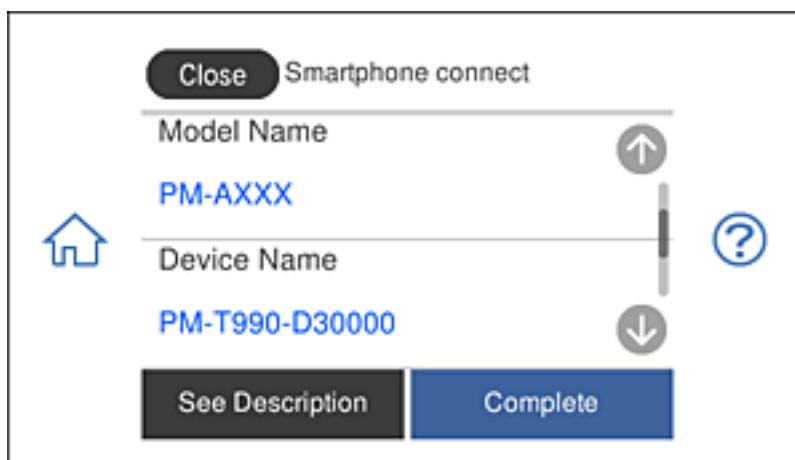 Close Smartphone connect
Model Name
PM-AXXX
Device Name
PM-T990-D30000
See Description Complete